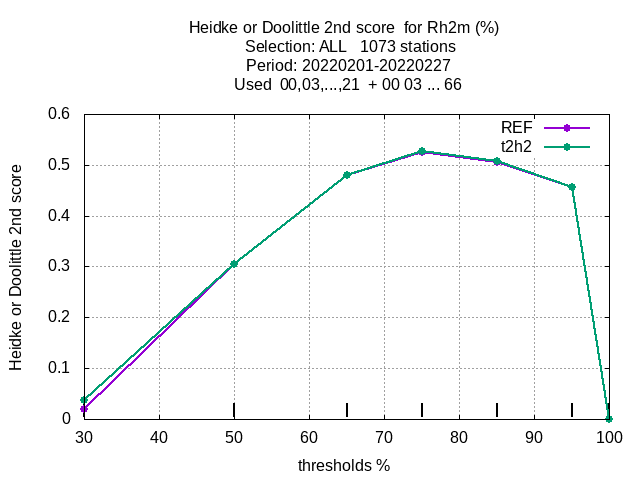 Heidke or Doolittle 2nd score  for Rh2m (%)
Selection: ALL   1073 stations
Period: 20220201-20220227
Used  00,03,...,21  + 00 03 ... 66
REF
t2h2
0.6
0.5
0.4
0.3
0.2
0.1
0
Heidke or Doolittle 2nd score
30 40 50 60 70 80 90 100
thresholds %